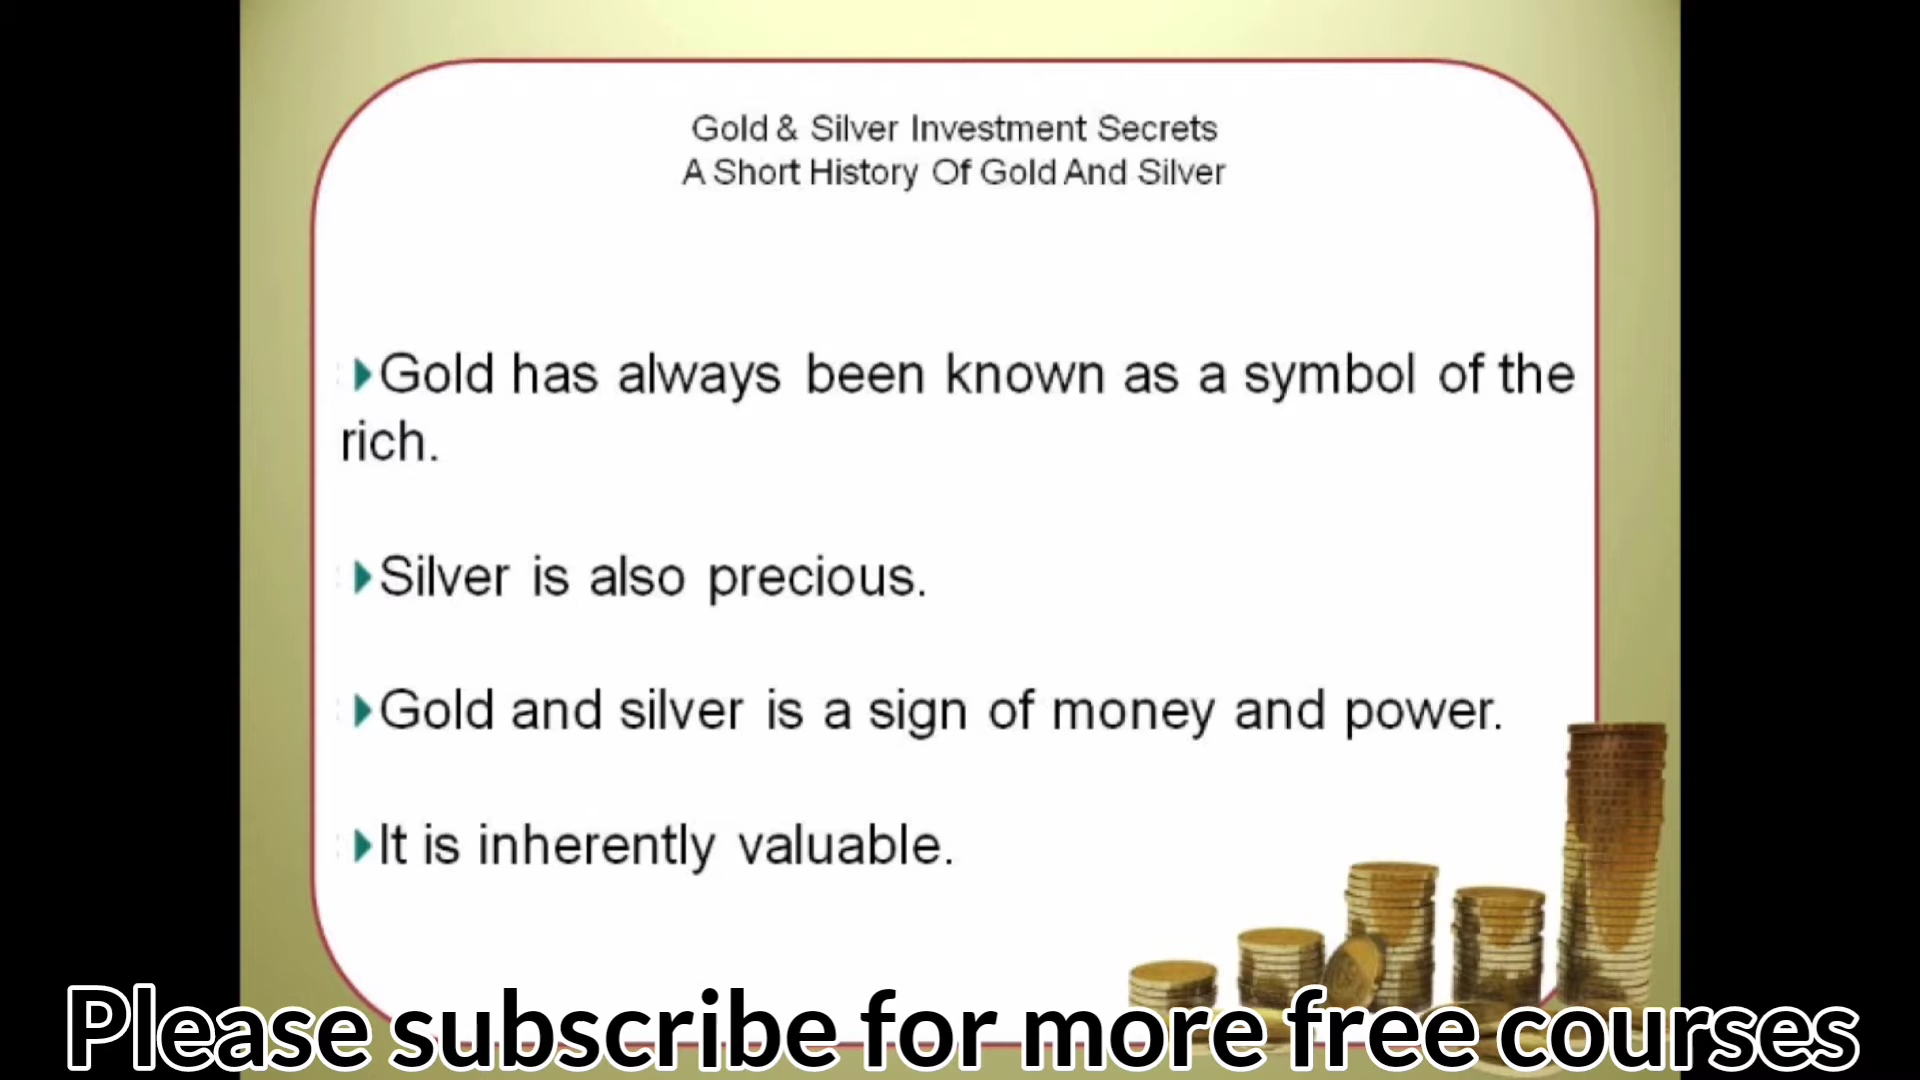 Gold & Silver Investment Secrets
A Short History Of Gold And Silver
Gold has always been known as a symbol of the
rich.
Silver is also precious.
Gold and silver is a sign of money and power.
It is inherently valuable.
Please subscribe for more free courses